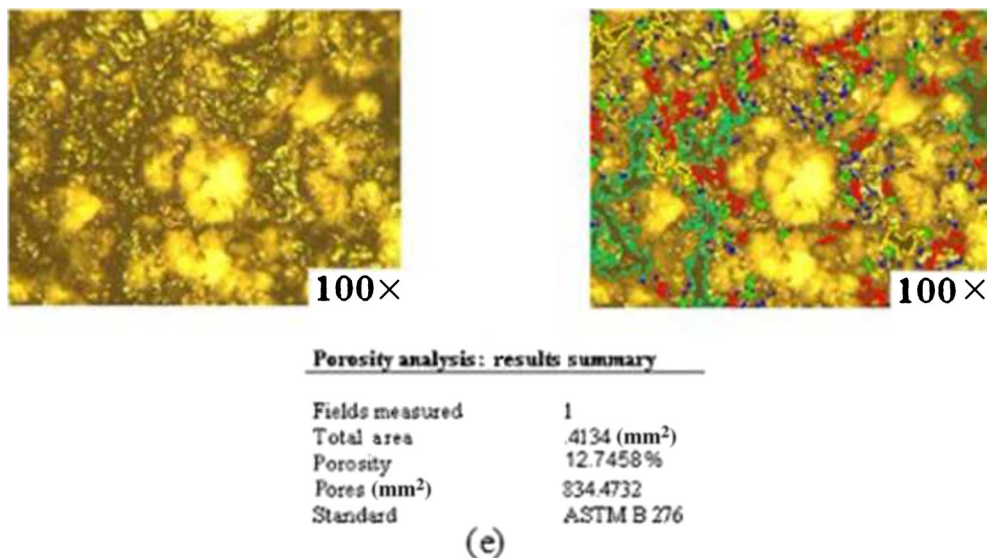 100×
100×
Porosity analysis: results summary
Fields measured 1
Total area .4134 (mm²)
Porosity 12.7458%
Pores (mm²) 834.4732
Standard ASTM B 276
(e)